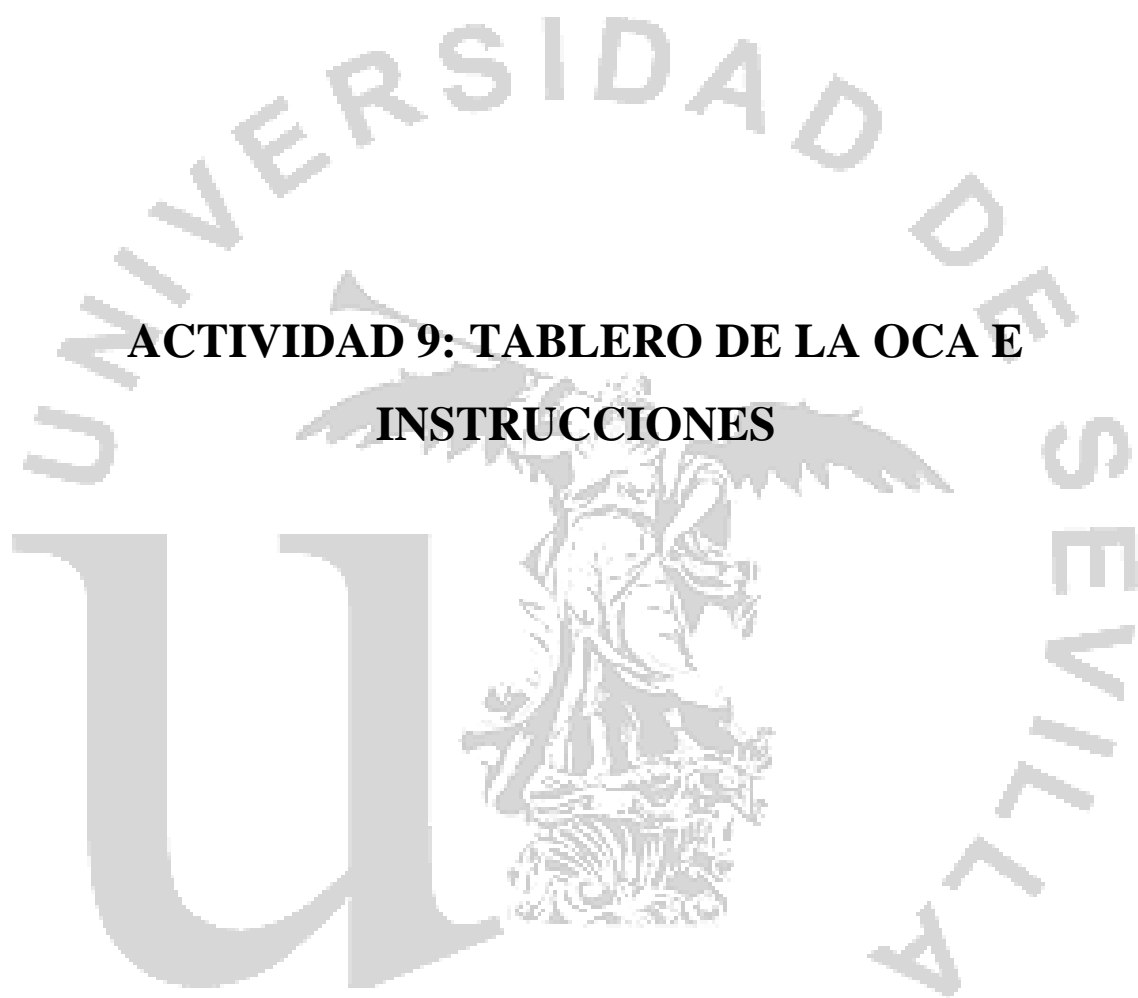 UNIVERSIDAD DE SEVILLA
ACTIVIDAD 9: TABLERO DE LA OCA E
INSTRUCCIONES
u